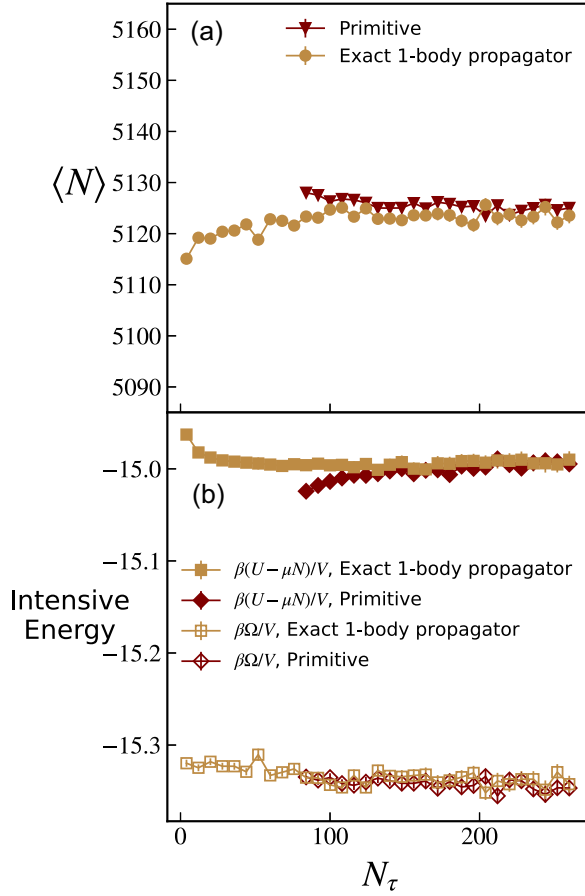 (a)
Primitive
Exact 1-body propagator
5160
5150
5140
⟨N⟩
5130
5120
5110
5100
5090
(b)
−15.0
−15.1
Intensive
Energy
−15.2
−15.3
β(U − μN)/V, Exact 1-body propagator
β(U − μN)/V, Primitive
βΩ/V, Exact 1-body propagator
βΩ/V, Primitive
0
100
200
N_τ